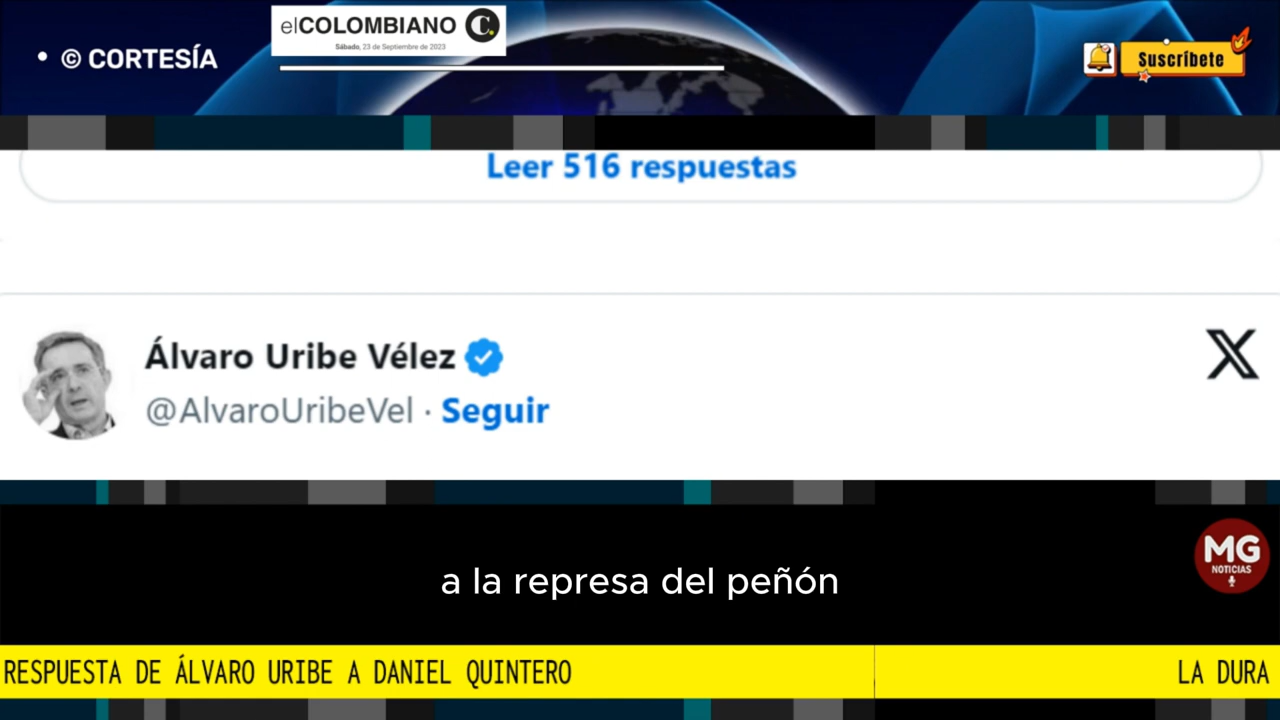 elCOLOMBIANO C.
Sábado, 23 de Septiembre de 2023
• © CORTESÍA
Suscríbete
Leer 516 respuestas
Álvaro Uribe Vélez
@AlvaroUribeVel · Seguir
X
a la represa del peñón
MG
NOTICIAS
RESPUESTA DE ÁLVARO URIBE A DANIEL QUINTERO
LA DURA